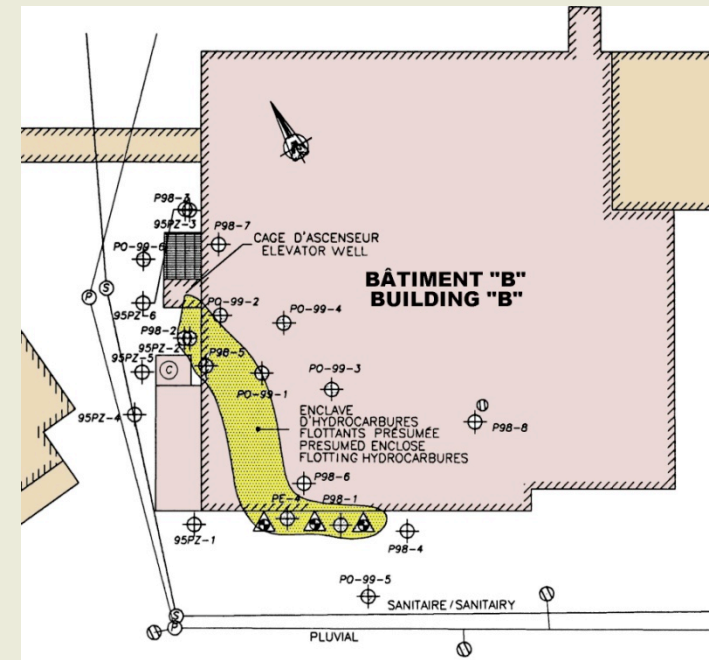 P98-3
95PZ-3
P98-7
PO-99-6
CAGE D'ASCENSEUR
ELEVATOR WELL
BÂTIMENT "B"
BUILDING "B"
P
S
95PZ-6
PO-99-2
PO-99-4
P98-2
95PZ-2
95PZ-5
P98-5
C
PO-99-1
PO-99-3
95PZ-4
ENCLAVE
D'HYDROCARBURES
FLOTTANTS PRÉSUMÉE
PRESUMED ENCLOSE
FLOTTING HYDROCARBURES
P98-8
P98-6
PE-4
P98-1
95PZ-1
P98-4
PO-99-5
SANITAIRE/SANITAIRY
S
P
PLUVIAL